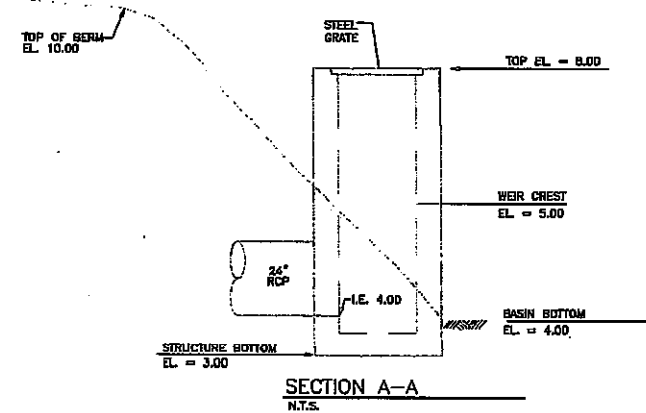 STEEL
GRATE
TOP OF BERM
EL. 10.00
TOP EL. = 8.00
WEIR CREST
EL. = 5.00
24"
RCP
I.E. 4.00
BASIN BOTTOM
EL. = 4.00
STRUCTURE BOTTOM
EL. = 3.00
SECTION A-A
N.T.S.